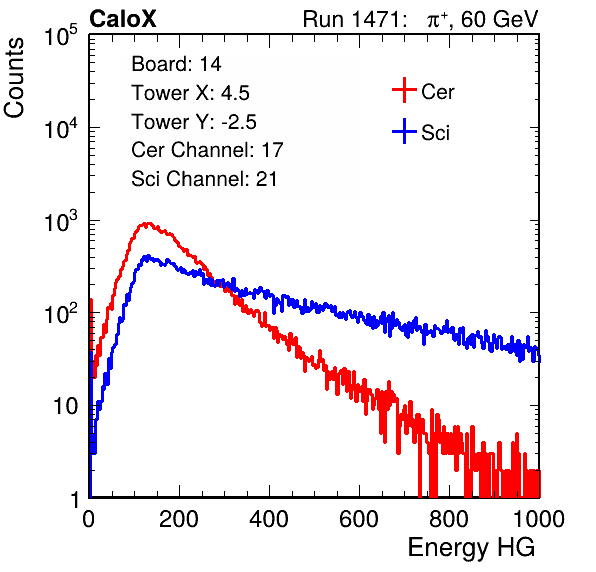 CaloX Run 1471: π⁺, 60 GeV
Counts
Board: 14
Tower X: 4.5
Tower Y: -2.5
Cer Channel: 17
Sci Channel: 21
Cer
Sci
10⁵
10⁴
10³
10²
10
1
0 200 400 600 800 1000
Energy HG